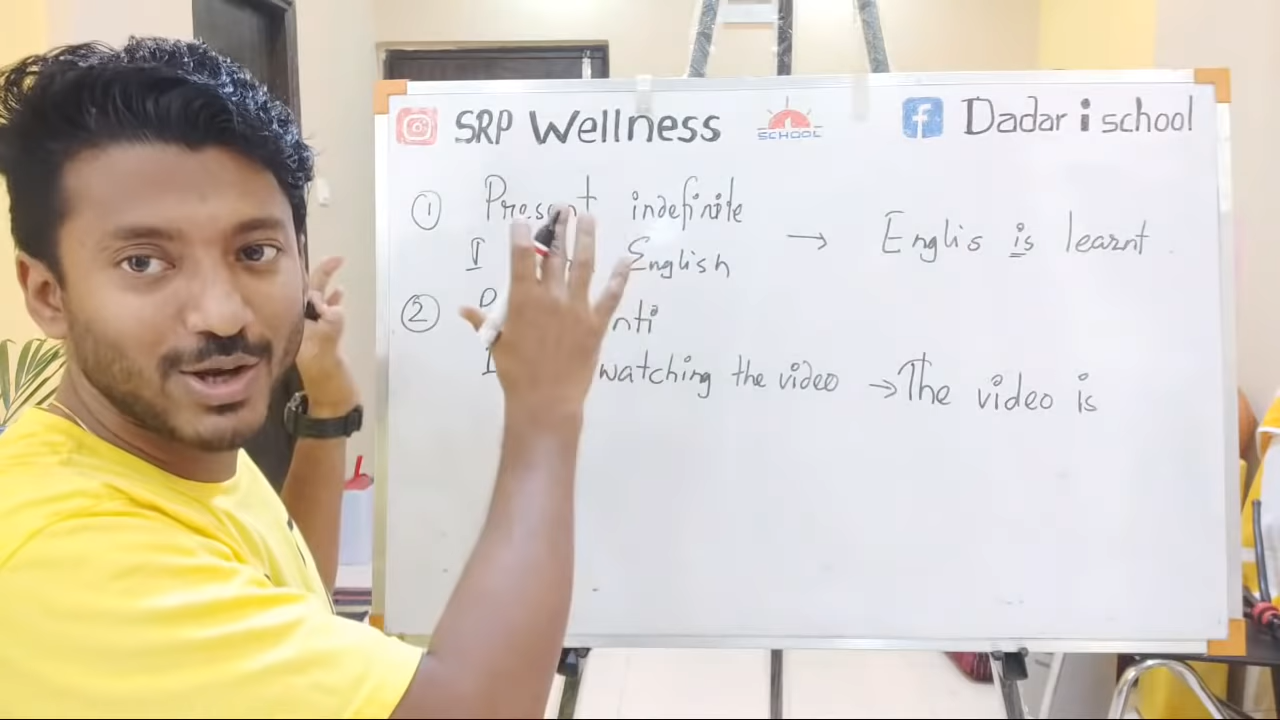 SRP Wellness SCHOOL Dadar i school
1 Present indefinite
I English → Englis is learnt
2
I watching the video → The video is